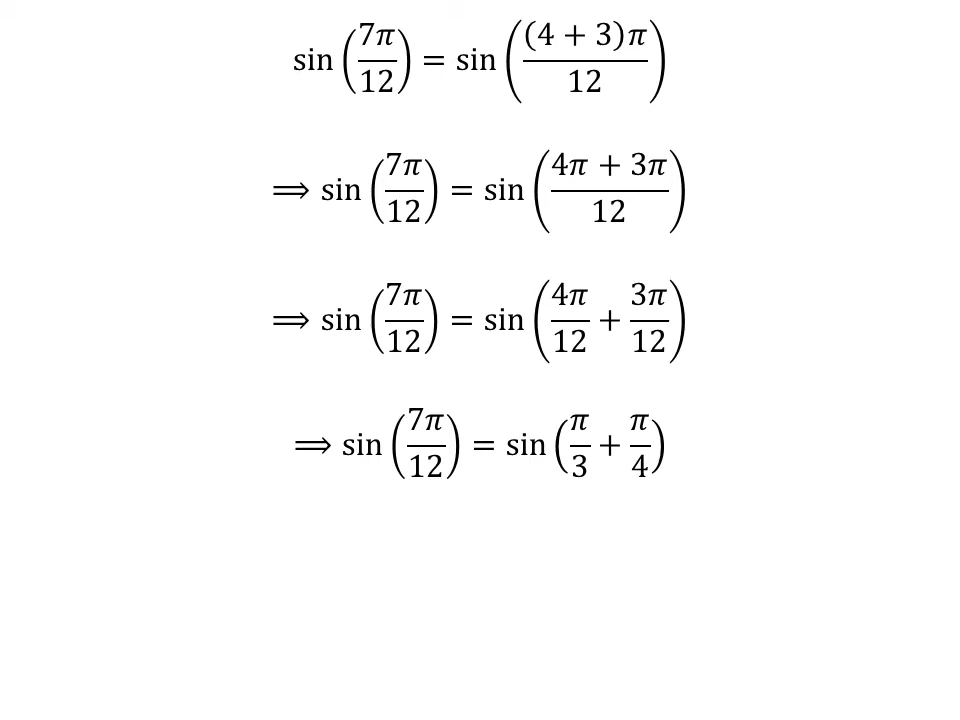 sin (7π/12) = sin ((4 + 3)π/12)
⟹ sin (7π/12) = sin (4π + 3π/12)
⟹ sin (7π/12) = sin (4π/12 + 3π/12)
⟹ sin (7π/12) = sin (π/3 + π/4)